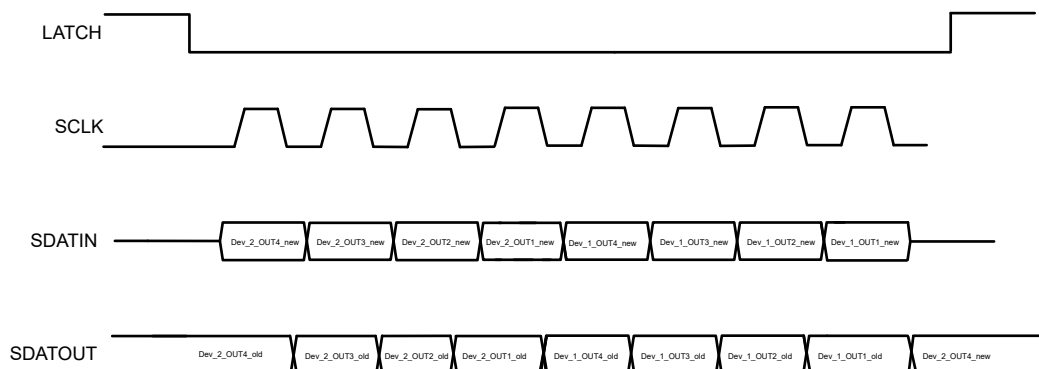 LATCH
SCLK
SDATIN
Dev_2_OUT4_new Dev_2_OUT3_new Dev_2_OUT2_new Dev_2_OUT1_new Dev_1_OUT4_new Dev_1_OUT3_new Dev_1_OUT2_new Dev_1_OUT1_new
SDATOUT
Dev_2_OUT4_old Dev_2_OUT3_old Dev_2_OUT2_old Dev_2_OUT1_old Dev_1_OUT4_old Dev_1_OUT3_old Dev_1_OUT2_old Dev_1_OUT1_old Dev_2_OUT4_new